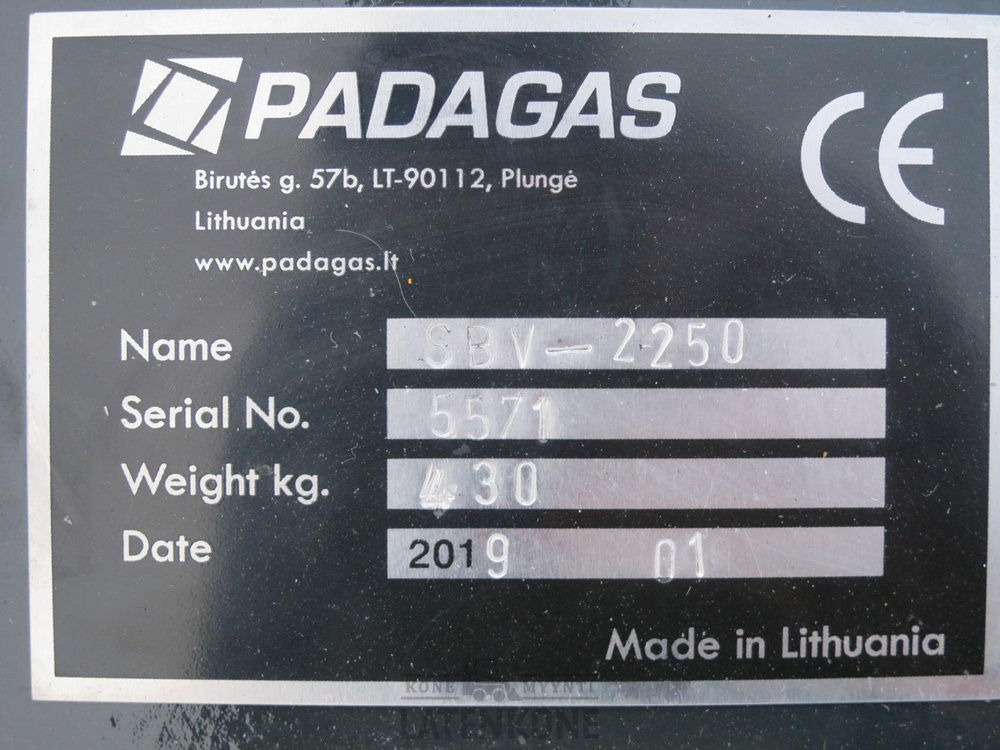 PADAGAS
CE
Birutės g. 57b, LT-90112, Plungė
Lithuania
www.padagas.lt
Name SBV-2250
Serial No. 5571
Weight kg. 430
Date 2019 01
Made in Lithuania
KONE MYYNTI
LATENKONE